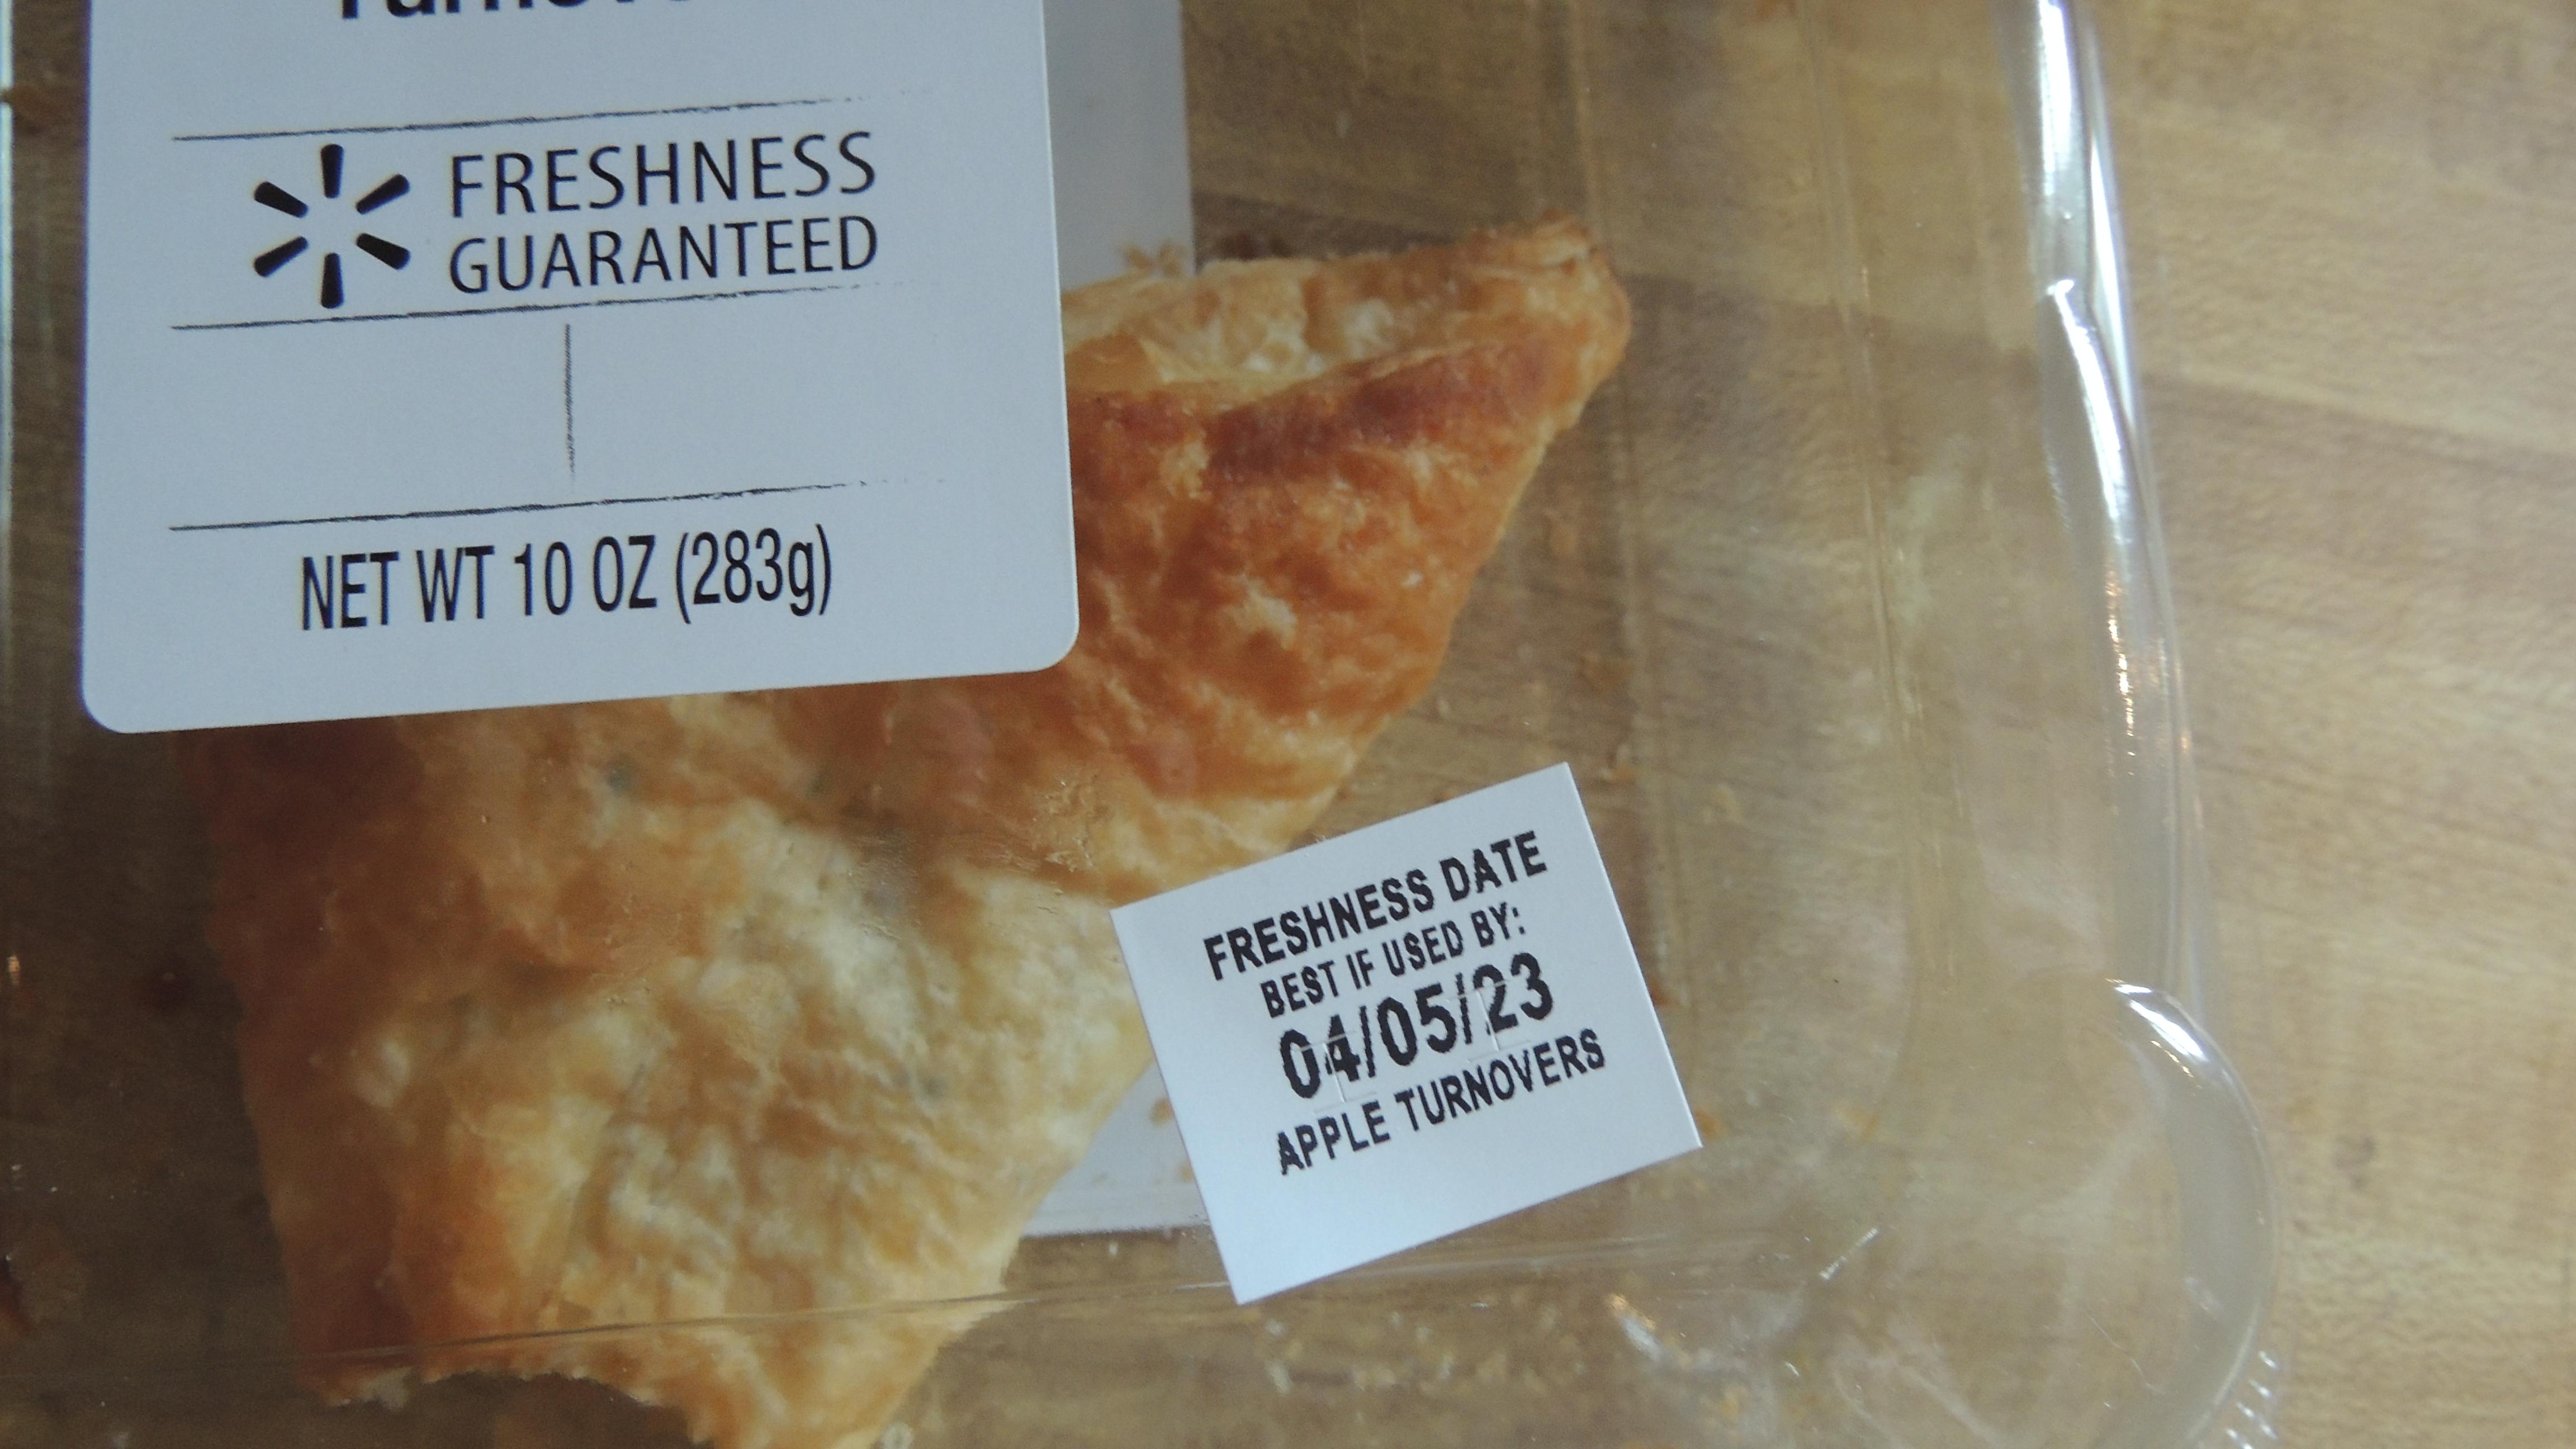 FRESHNESS
GUARANTEED
NET WT 10 OZ (283g)
FRESHNESS DATE
BEST IF USED BY:
04/05/23
APPLE TURNOVERS